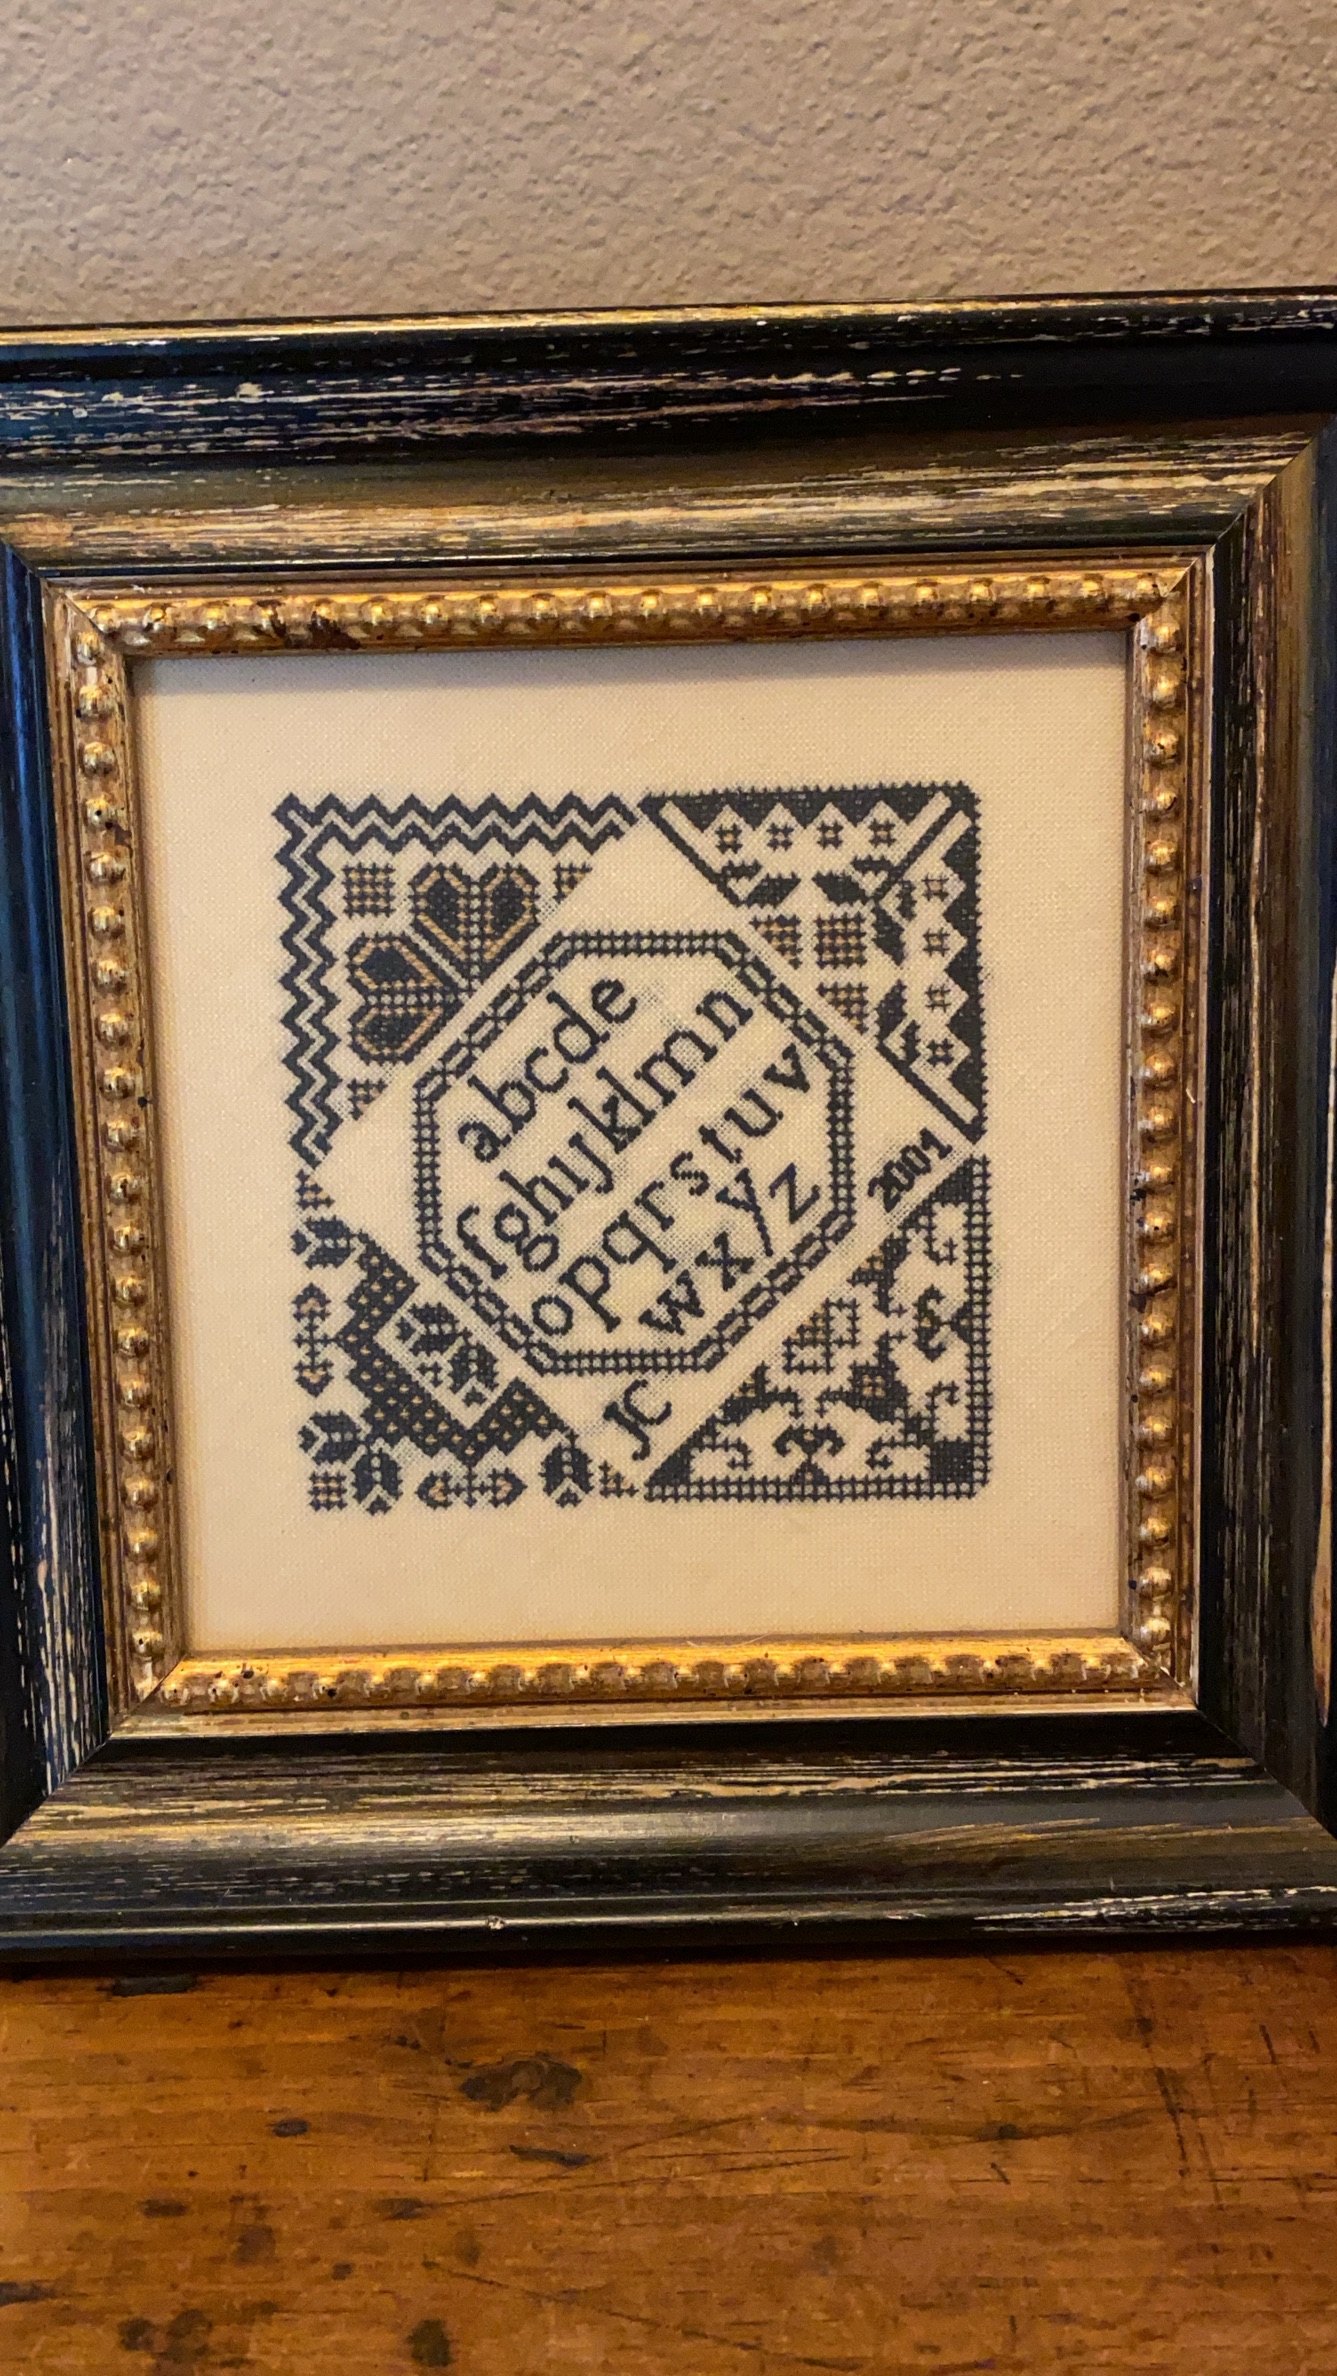 abcde
fghijklmn
opqrstuv
wxyz
2001
JC